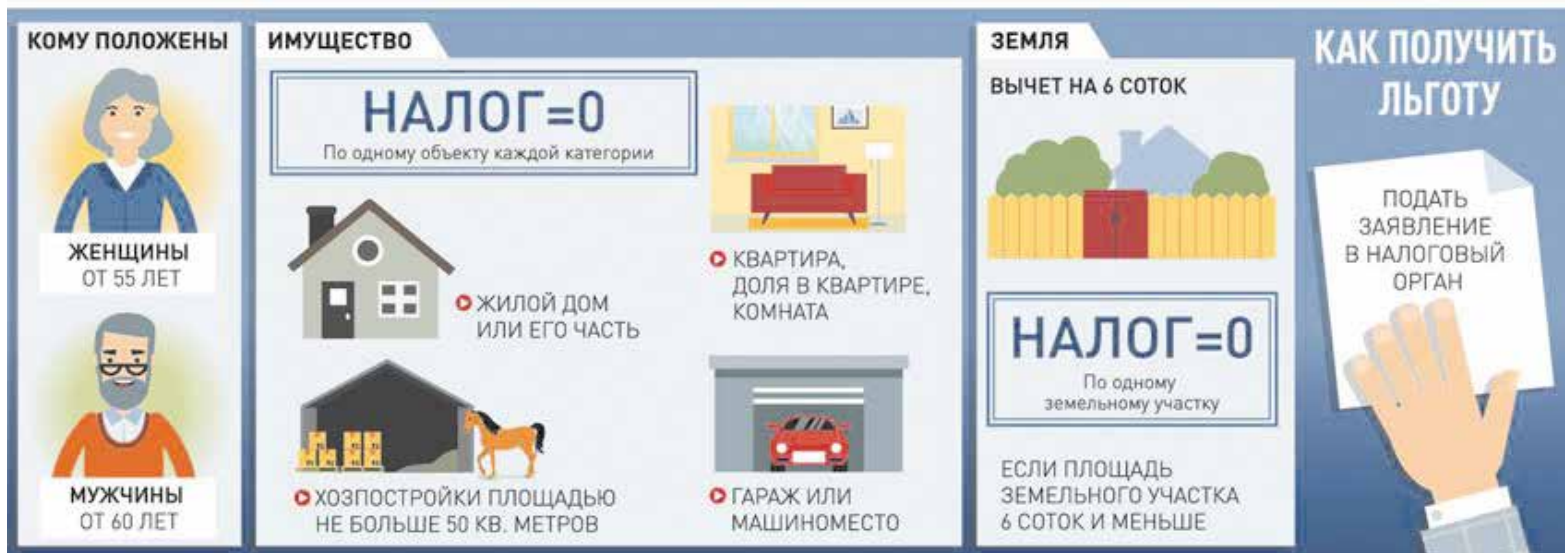 КОМУ ПОЛОЖЕНЫ
ЖЕНЩИНЫ
ОТ 55 ЛЕТ
МУЖЧИНЫ
ОТ 60 ЛЕТ
ИМУЩЕСТВО
НАЛОГ=0
По одному объекту каждой категории
ЖИЛОЙ ДОМ
ИЛИ ЕГО ЧАСТЬ
КВАРТИРА,
ДОЛЯ В КВАРТИРЕ,
КОМНАТА
ХОЗПОСТРОЙКИ ПЛОЩАДЬЮ
НЕ БОЛЬШЕ 50 КВ. МЕТРОВ
ГАРАЖ ИЛИ
МАШИНОМЕСТО
ЗЕМЛЯ
ВЫЧЕТ НА 6 СОТОК
НАЛОГ=0
По одному
земельному участку
ЕСЛИ ПЛОЩАДЬ
ЗЕМЕЛЬНОГО УЧАСТКА
6 СОТОК И МЕНЬШЕ
КАК ПОЛУЧИТЬ
ЛЬГОТУ
ПОДАТЬ
ЗАЯВЛЕНИЕ
В НАЛОГОВЫЙ
ОРГАН